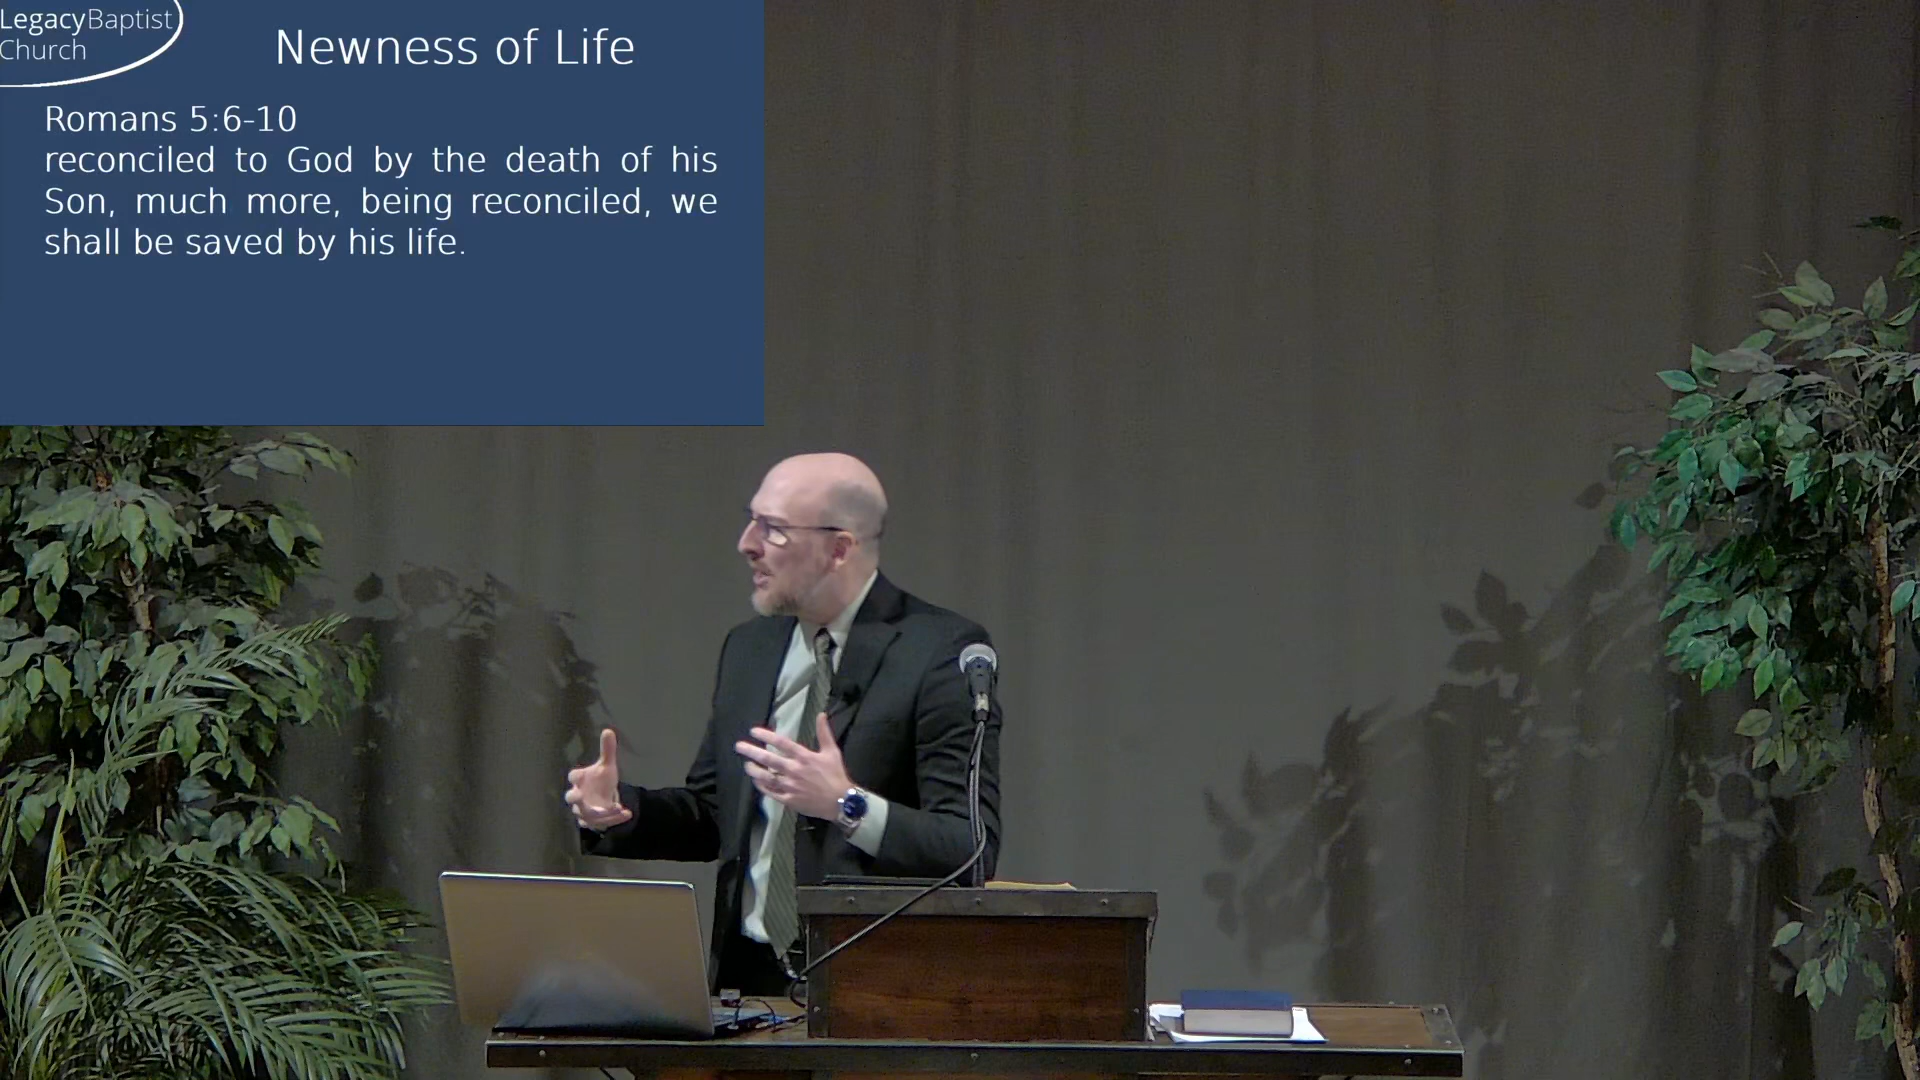 LegacyBaptist
Church
Newness of Life
Romans 5:6-10
reconciled to God by the death of his
Son, much more, being reconciled, we
shall be saved by his life.